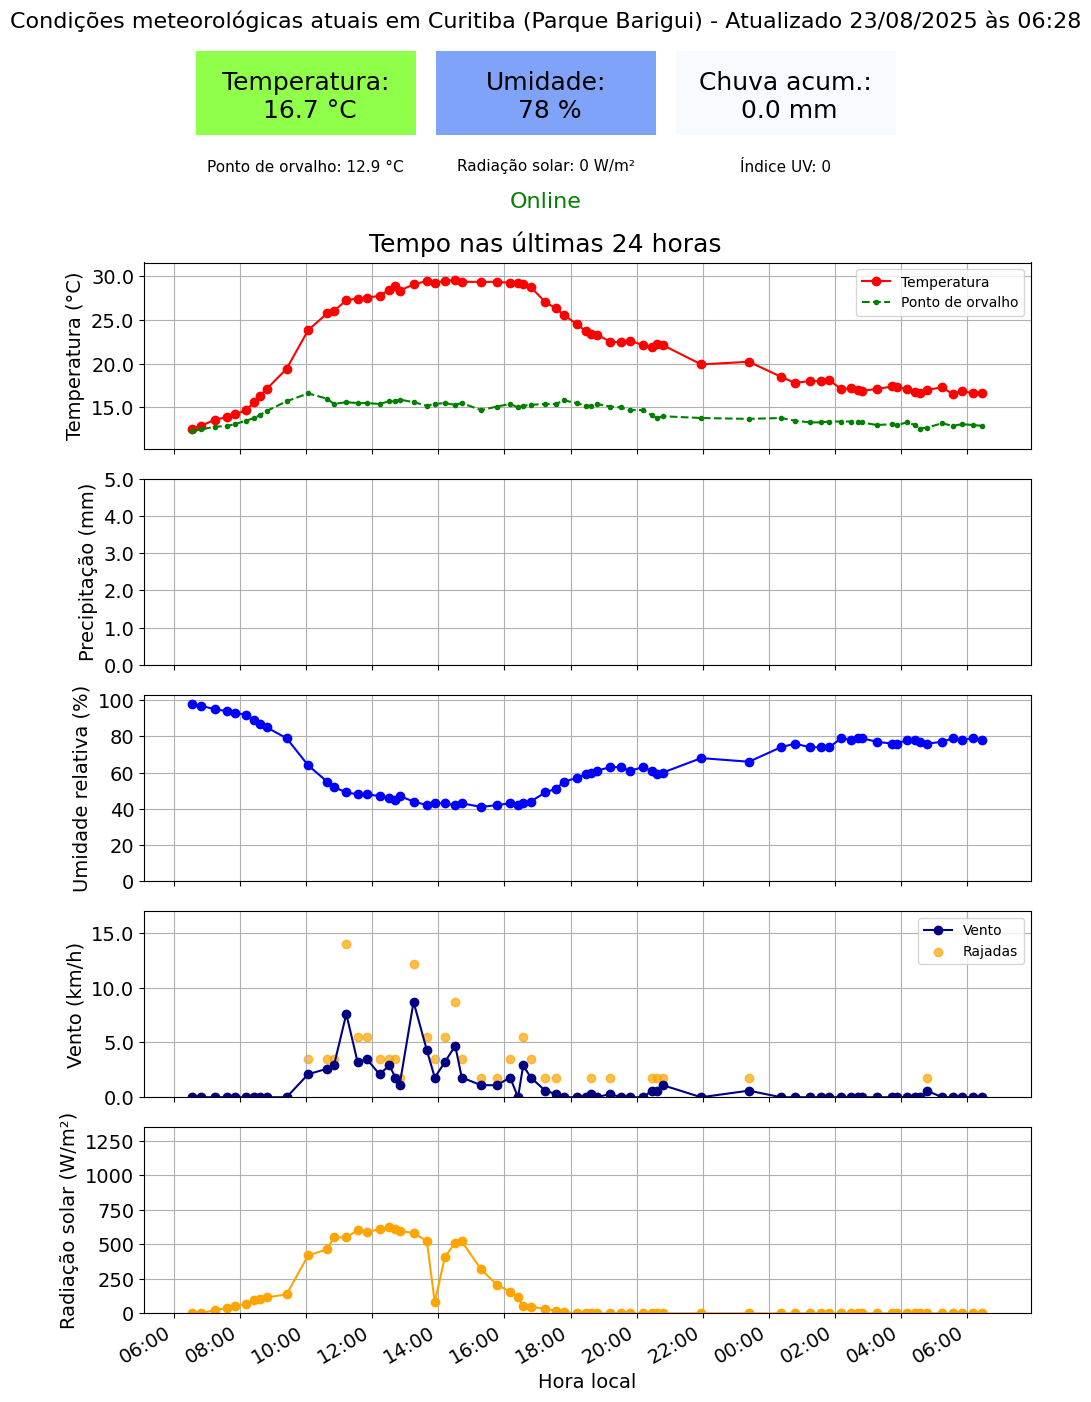 Condições meteorológicas atuais em Curitiba (Parque Barigui) - Atualizado 23/08/2025 às 06:28
Temperatura:
16.7 °C
Umidade:
78 %
Chuva acum.:
0.0 mm
Ponto de orvalho: 12.9 °C
Radiação solar: 0 W/m²
Índice UV: 0
Online
Tempo nas últimas 24 horas
Temperatura (°C)
30.0
25.0
20.0
15.0
Temperatura
Ponto de orvalho
Precipitação (mm)
5.0
4.0
3.0
2.0
1.0
0.0
Umidade relativa (%)
100
80
60
40
20
0
Vento (km/h)
15.0
10.0
5.0
0.0
Vento
Rajadas
Radiação solar (W/m²)
1250
1000
750
500
250
0
06:00
08:00
10:00
12:00
14:00
16:00
18:00
20:00
22:00
00:00
02:00
04:00
06:00
Hora local